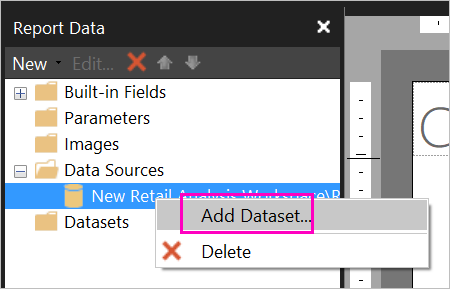 Report Data
New Edit...
Built-in Fields
Parameters
Images
Data Sources
New Retail Analysis Workspace\R
Datasets
Add Dataset...
Delete